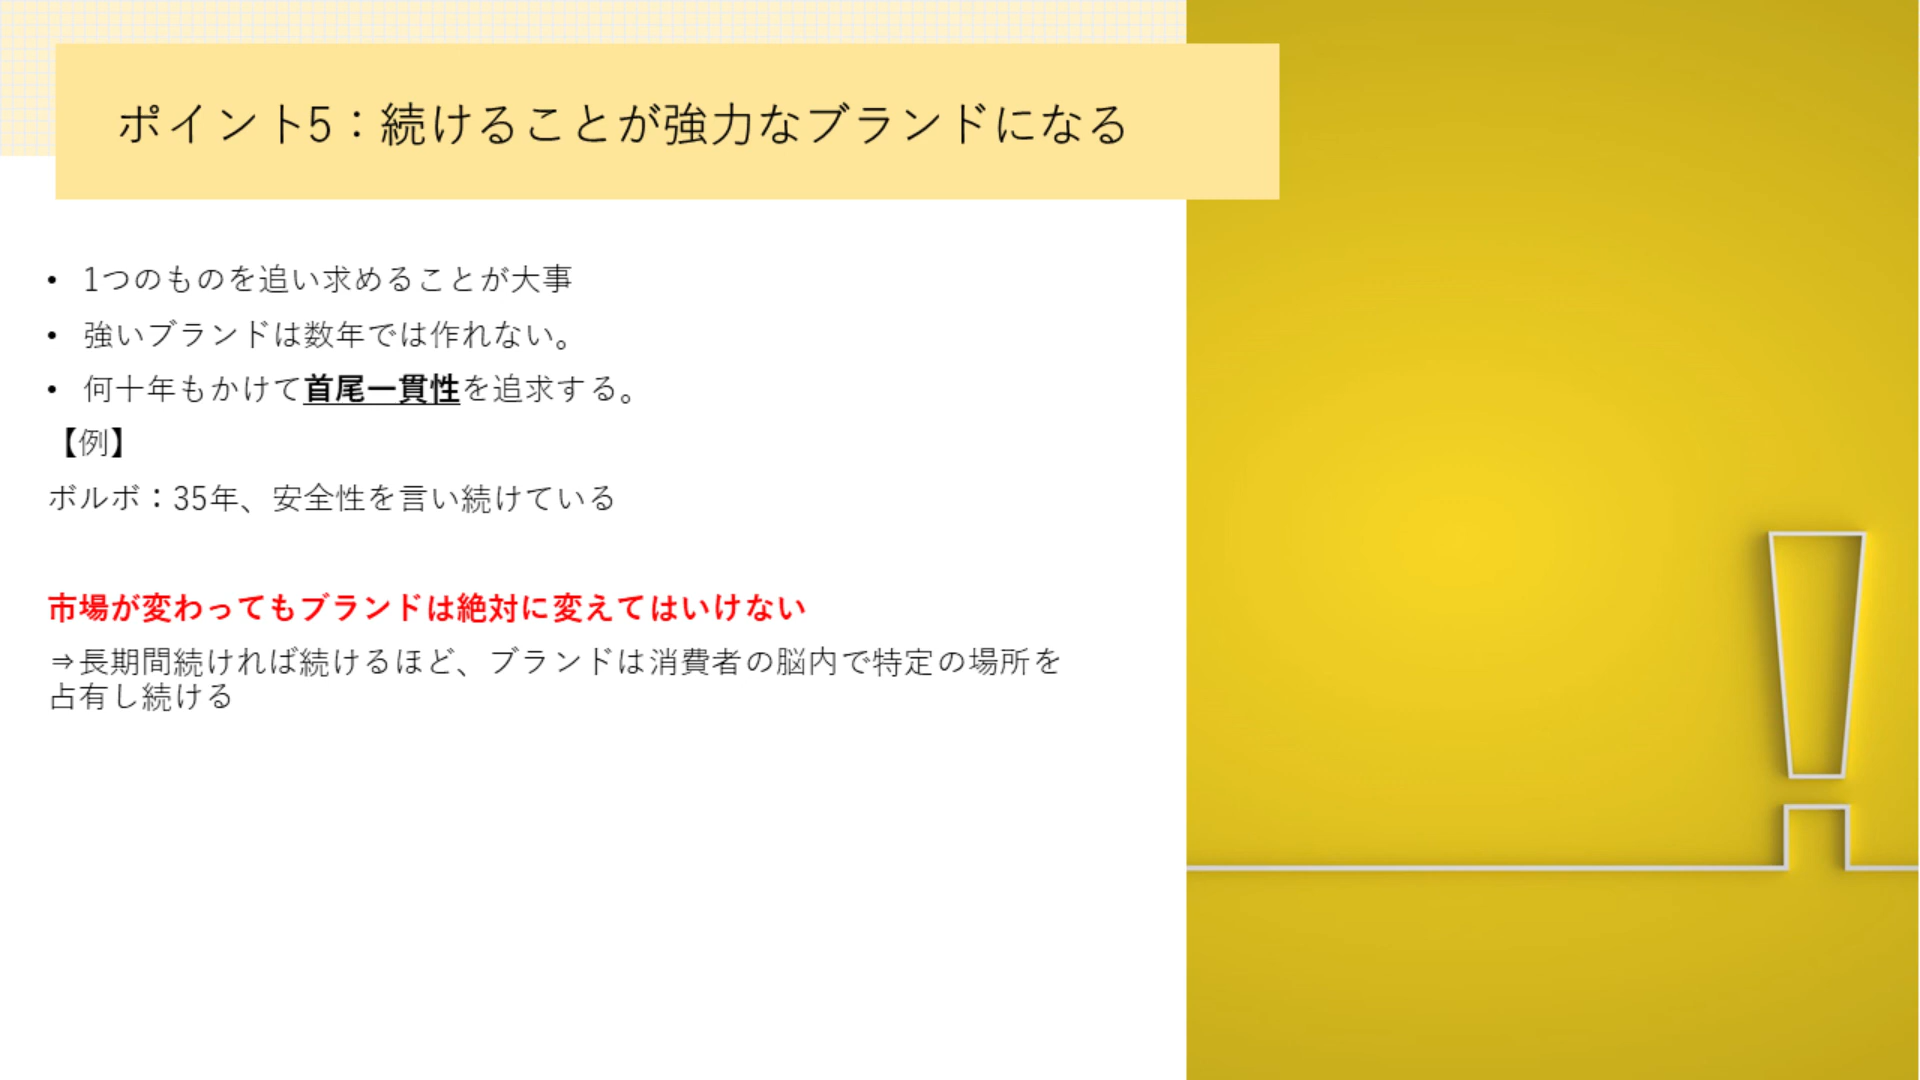 ポイント5：続けることが強力なブランドになる
• 1つのものを追い求めることが大事
• 強いブランドは数年では作れない。
• 何十年もかけて首尾一貫性を追求する。
【例】
ボルボ：35年、安全性を言い続けている
市場が変わってもブランドは絶対に変えてはいけない
⇒長期間続ければ続けるほど、ブランドは消費者の脳内で特定の場所を
占有し続ける